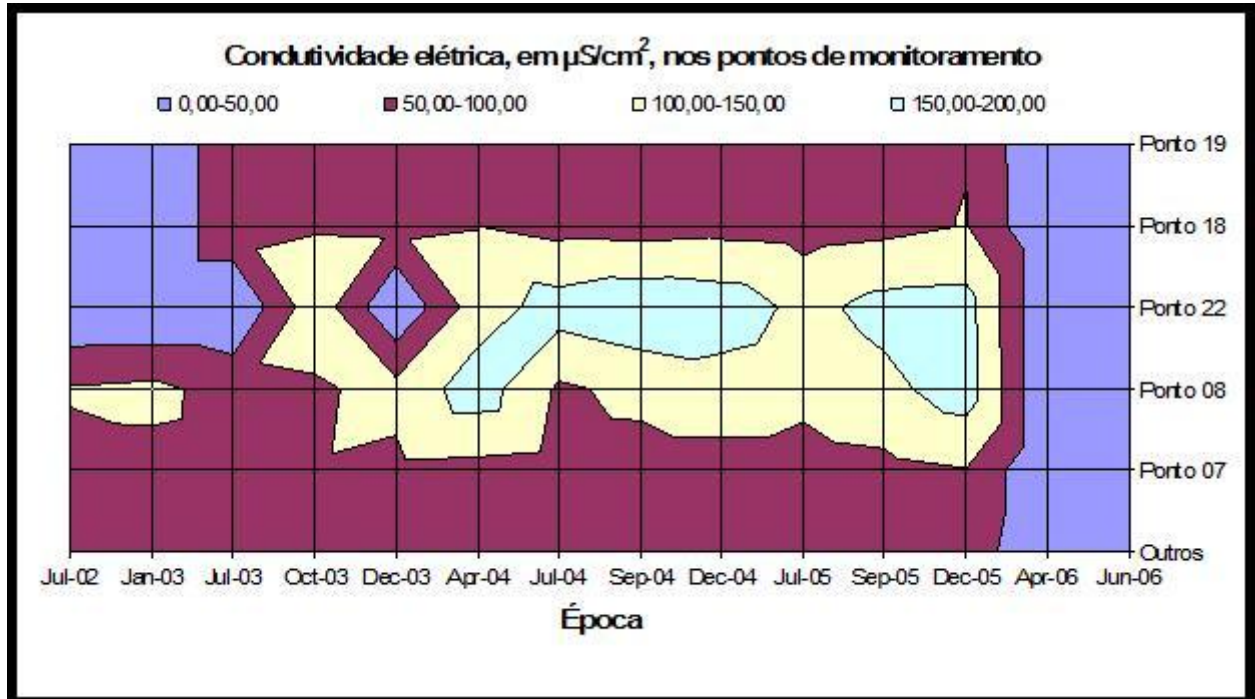 Condutividade elétrica, em µS/cm², nos pontos de monitoramento
0,00-50,00 50,00-100,00 100,00-150,00 150,00-200,00
Ponto 19
Ponto 18
Ponto 22
Ponto 08
Ponto 07
Outros
Jul-02 Jan-03 Jul-03 Oct-03 Dec-03 Apr-04 Jul-04 Sep-04 Dec-04 Jul-05 Sep-05 Dec-05 Apr-06 Jun-06
Época